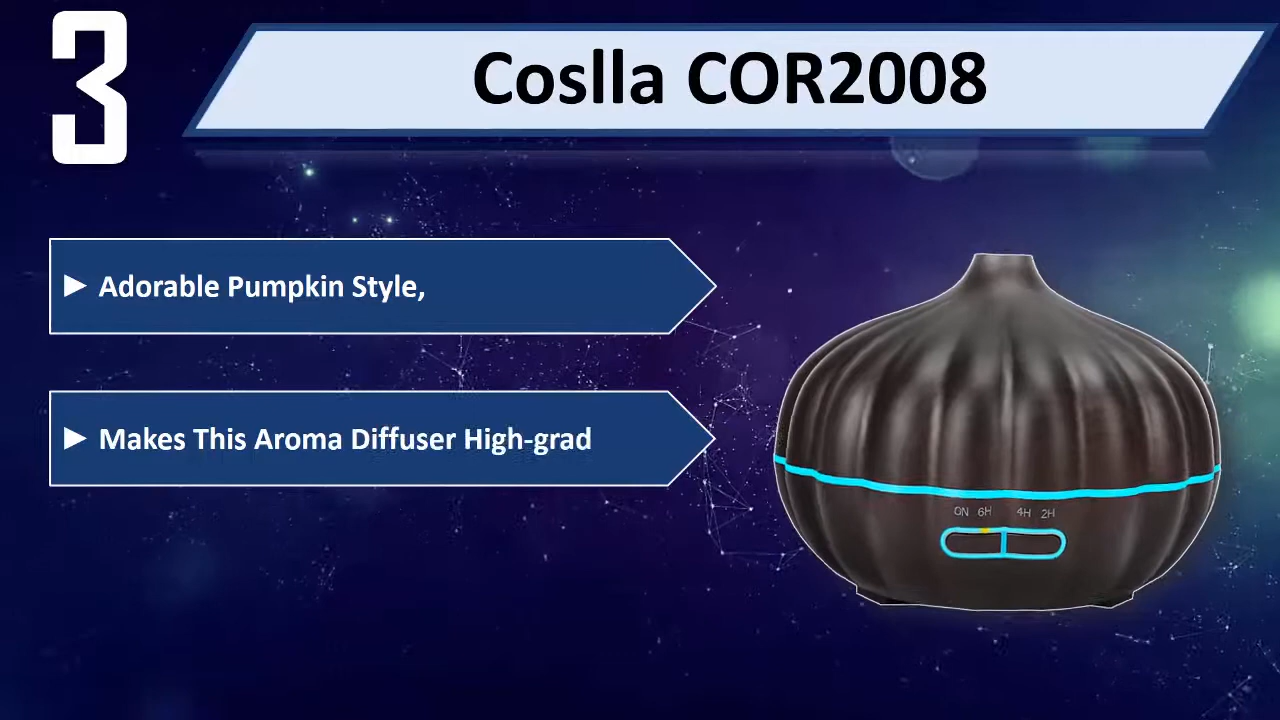 3
Coslla COR2008
► Adorable Pumpkin Style,
► Makes This Aroma Diffuser High-grad
ON 6H 4H 2H